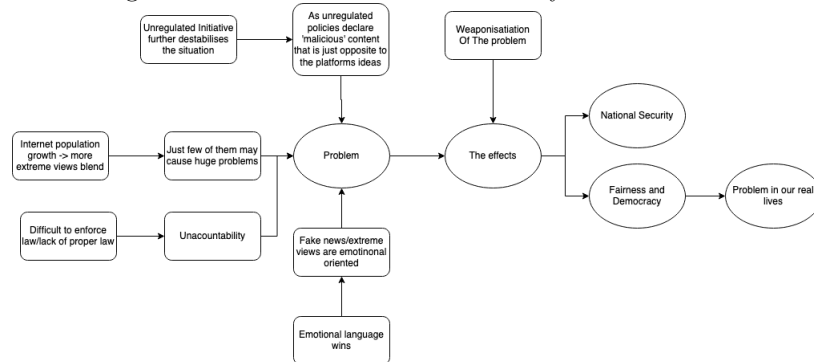 Unregulated Initiative
further destabilises
the situation
As unregulated
policies declare
'malicious' content
that is just opposite to
the platforms ideas
Weaponisatiation
Of The problem
National Security
Internet population
growth -> more
extreme views blend
Just few of them may
cause huge problems
Problem
The effects
Fairness and
Democracy
Problem in our real
lives
Difficult to enforce
law/lack of proper law
Unacountability
Fake news/extreme
views are emotinonal
oriented
Emotional language
wins